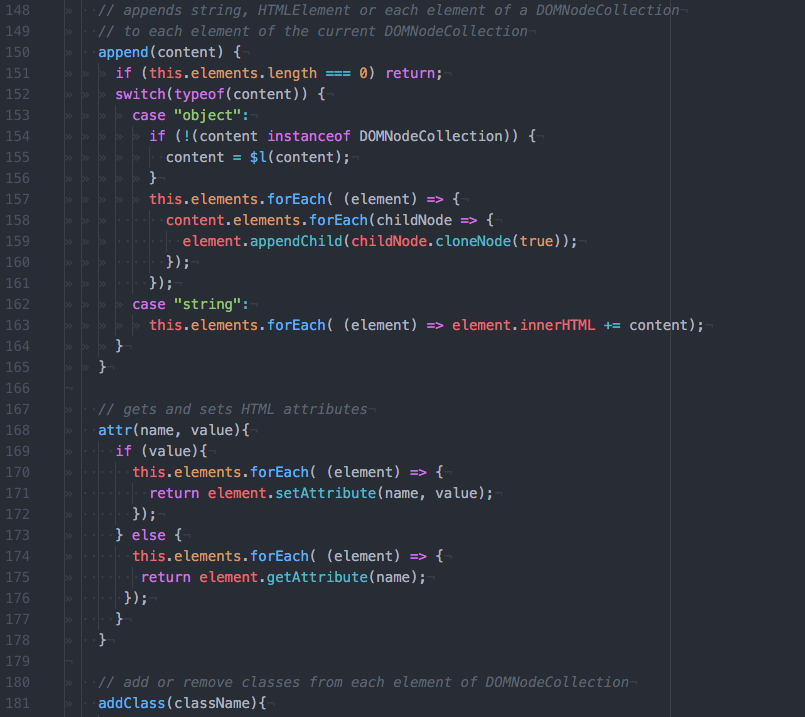 148 // appends string, HTMLElement or each element of a DOMNodeCollection
149 // to each element of the current DOMNodeCollection
150 append(content) {
151 if (this.elements.length === 0) return;
152 switch(typeof(content)) {
153 case "object":
154 if (!(content instanceof DOMNodeCollection)) {
155 content = $l(content);
156 }
157 this.elements.forEach( (element) => {
158 content.elements.forEach(childNode => {
159 element.appendChild(childNode.cloneNode(true));
160 });
161 });
162 case "string":
163 this.elements.forEach( (element) => element.innerHTML += content);
164 }
165 }
166
167 // gets and sets HTML attributes
168 attr(name, value){
169 if (value){
170 this.elements.forEach( (element) => {
171 return element.setAttribute(name, value);
172 });
173 } else {
174 this.elements.forEach( (element) => {
175 return element.getAttribute(name);
176 });
177 }
178 }
179
180 // add or remove classes from each element of DOMNodeCollection
181 addClass(className){